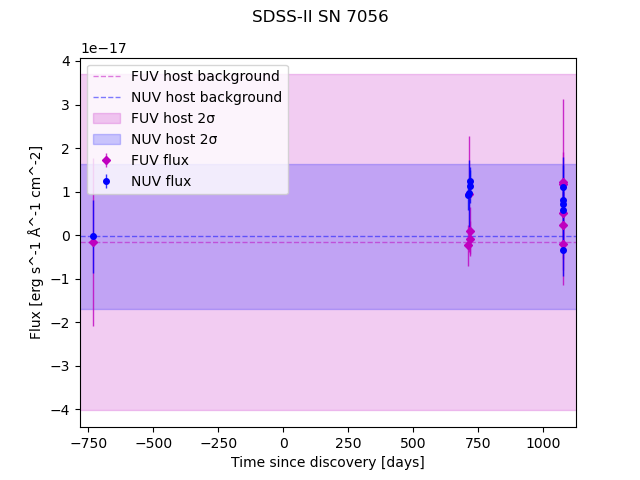 SDSS-II SN 7056
1e−17
FUV host background
NUV host background
FUV host 2σ
NUV host 2σ
FUV flux
NUV flux
4
3
2
1
0
−1
−2
−3
−4
Flux [erg s^-1 Å^-1 cm^-2]
−750
−500
−250
0
250
500
750
1000
Time since discovery [days]